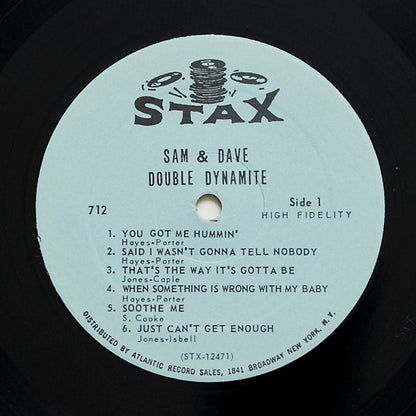 STAX
SAM & DAVE
DOUBLE DYNAMITE
712
Side 1
HIGH FIDELITY
1. YOU GOT ME HUMMIN'
Hayes-Porter
2. SAID I WASN'T GONNA TELL NOBODY
Hayes-Porter
3. THAT'S THE WAY IT'S GOTTA BE
Jones-Caple
4. WHEN SOMETHING IS WRONG WITH MY BABY
Hayes-Porter
5. SOOTHE ME
S. Cooke
6. JUST CAN'T GET ENOUGH
Jones-Isbell
(STX-12471)
DISTRIBUTED BY ATLANTIC RECORD SALES, 1841 BROADWAY NEW YORK, N. Y.